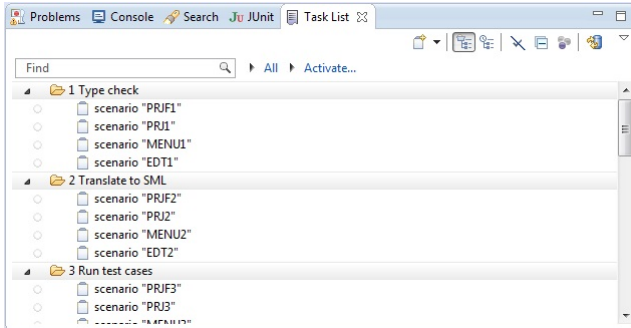 Problems Console Search JUnit Task List
Find All Activate...
1 Type check
scenario "PRJF1"
scenario "PRJ1"
scenario "MENU1"
scenario "EDT1"
2 Translate to SML
scenario "PRJF2"
scenario "PRJ2"
scenario "MENU2"
scenario "EDT2"
3 Run test cases
scenario "PRJF3"
scenario "PRJ3"
scenario "MENU3"